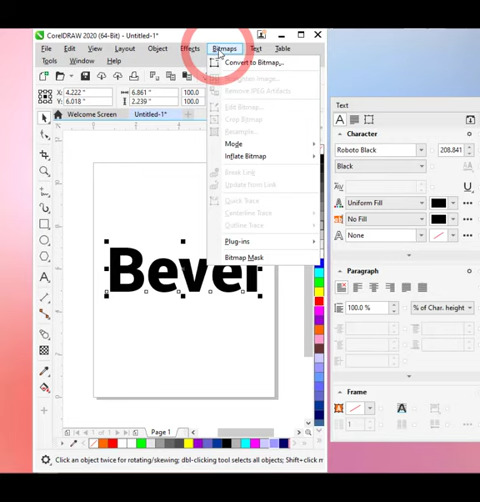 CorelDRAW 2020 (64-Bit) - Untitled-1*
File Edit View Layout Object Effects Bitmaps Text Table
Tools Window Help
Convert to Bitmap...
Straighten Image...
Remove JPEG Artifacts
Edit Bitmap...
Crop Bitmap
Resample...
Mode
Inflate Bitmap
Break Link
Update from Link
Quick Trace
Centerline Trace
Outline Trace
Plug-ins
Bitmap Mask
X: 4.222 " 6.861 " 100.0
Y: 6.018 " 2.239 " 100.0
Welcome Screen Untitled-1*
Bevel
Page 1
Click an object twice for rotating/skewing; dbl-clicking tool selects all objects; Shift+click m
Text
Character
Roboto Black 208.841
Black
Uniform Fill
No Fill
None
Paragraph
100.0 % % of Char. height
Frame
1